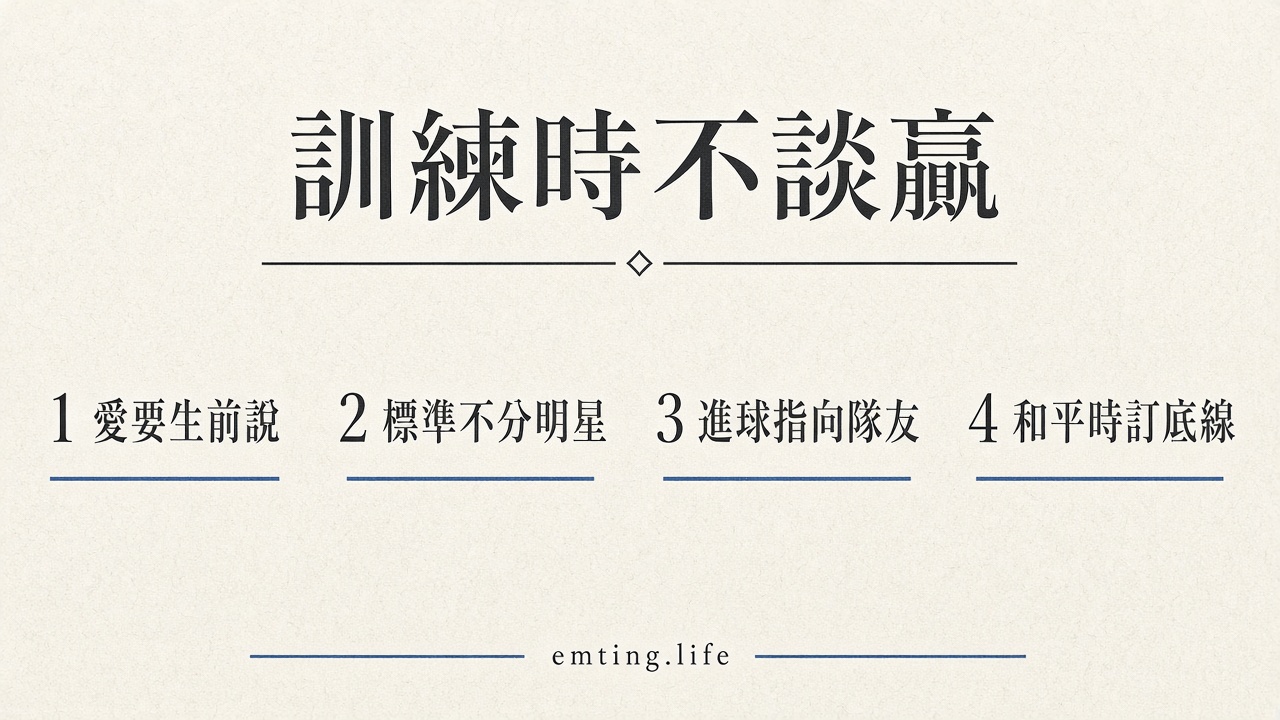 訓練時不談贏
1 愛要生前說
2 標準不分明星
3 進球指向隊友
4 和平時訂底線
emting.life